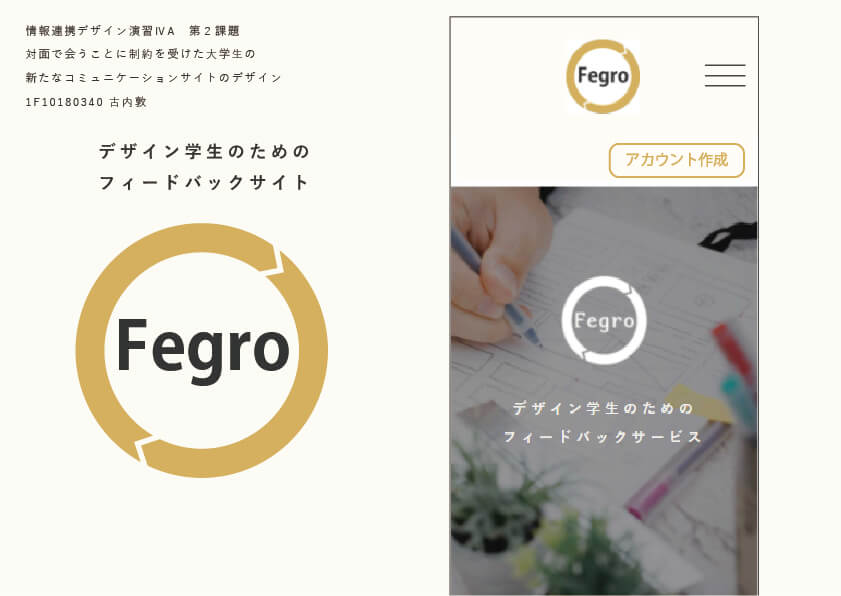 情報連携デザイン演習ⅣA　第２課題
対面で会うことに制約を受けた大学生の
新たなコミュニケーションサイトのデザイン
1F10180340 古内敦
デザイン学生のための
フィードバックサイト
Fegro
Fegro
アカウント作成
Fegro
デザイン学生のための
フィードバックサービス